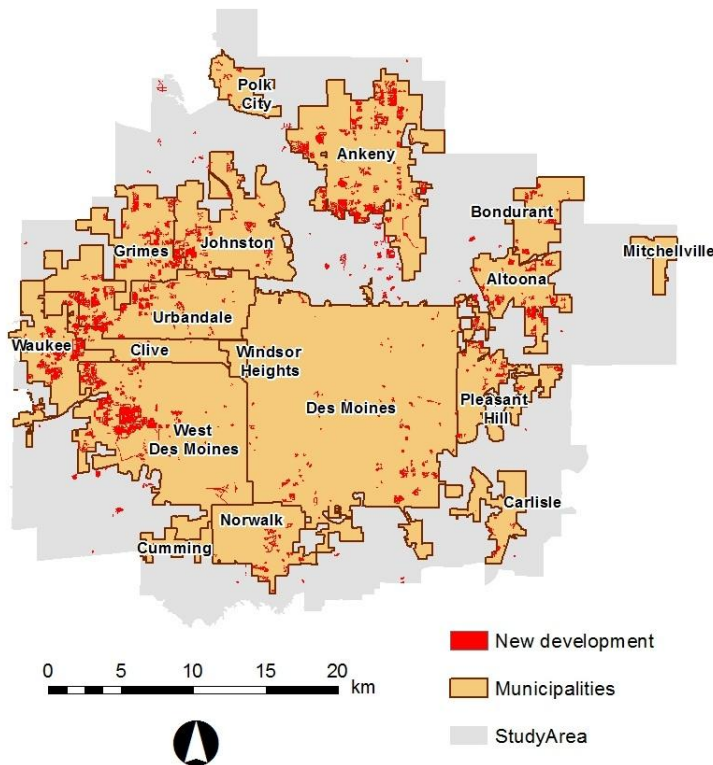 Polk
City
Ankeny
Bondurant
Mitchellville
Grimes
Johnston
Altoona
Urbandale
Waukee
Clive
Windsor
Heights
Des Moines
Pleasant
Hill
West
Des Moines
Carlisle
Norwalk
Cumming
New development
0 5 10 20
km
Municipalities
StudyArea